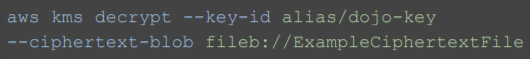 aws kms decrypt --key-id alias/dojo-key
--ciphertext-blob fileb://ExampleCiphertextFile